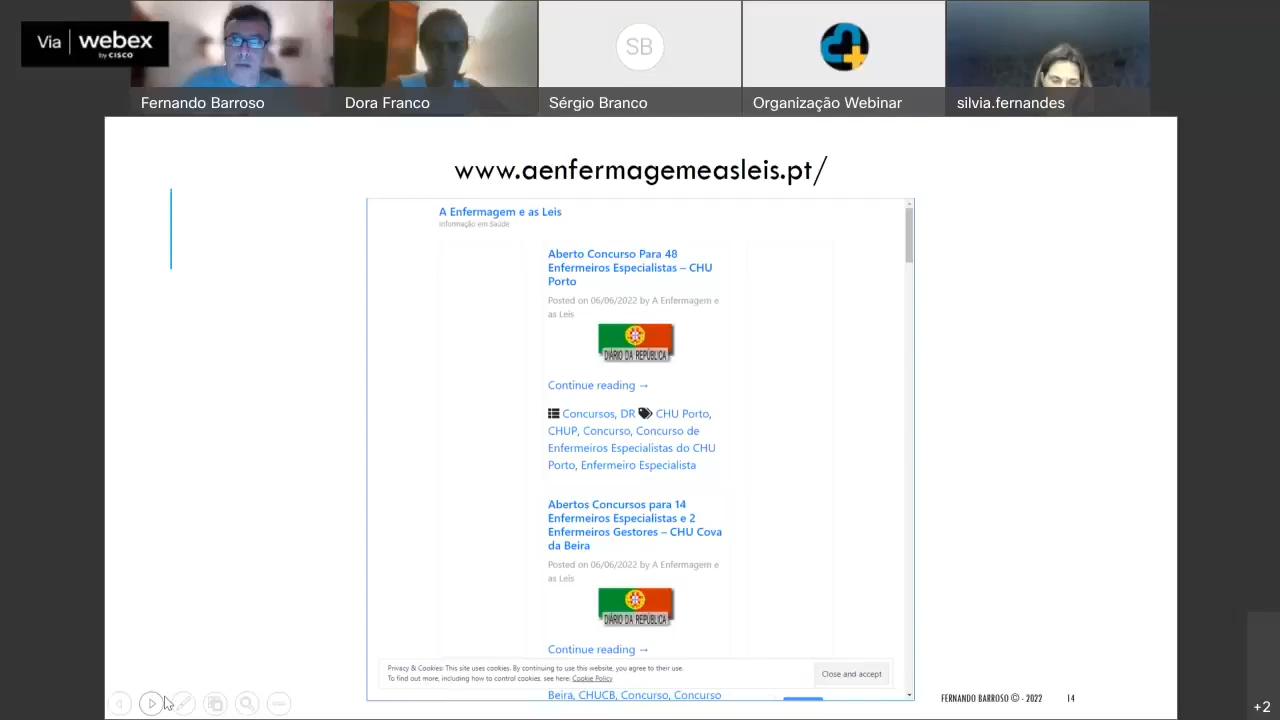 Via webex
by CISCO
Fernando Barroso
Dora Franco
SB
Sérgio Branco
Organização Webinar
silvia.fernandes
www.aenfermagemeasleis.pt/
A Enfermagem e as Leis
Informação em Saúde
Aberto Concurso Para 48
Enfermeiros Especialistas – CHU
Porto
Posted on 06/06/2022 by A Enfermagem e
as Leis
DIÁRIO DA REPÚBLICA
Continue reading →
Concursos, DR CHU Porto,
CHUP, Concurso, Concurso de
Enfermeiros Especialistas do CHU
Porto, Enfermeiro Especialista
Abertos Concursos para 14
Enfermeiros Especialistas e 2
Enfermeiros Gestores – CHU Cova
da Beira
Posted on 06/06/2022 by A Enfermagem e
as Leis
DIÁRIO DA REPÚBLICA
Continue reading →
Privacy & Cookies: This site uses cookies. By continuing to use this website, you agree to their use.
To find out more, including how to control cookies, see here: Cookie Policy
Close and accept
Beira, CHUCB, Concurso, Concurso
FERNANDO BARROSO © - 2022
14
+2